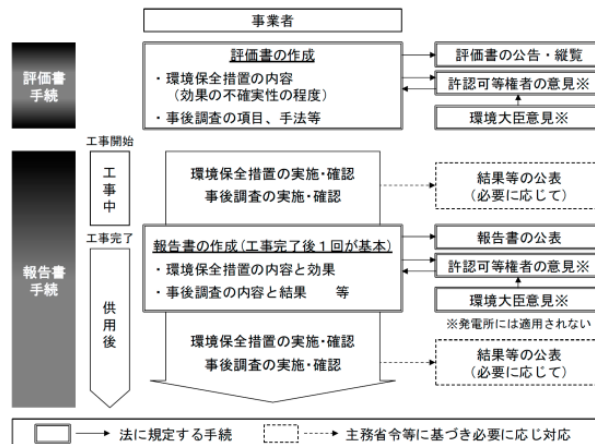 事業者
評価書
手続
評価書の作成
・環境保全措置の内容
（効果の不確実性の程度）
・事後調査の項目、手法等
評価書の公告・縦覧
許認可等権者の意見※
環境大臣意見※
工事開始
工事中
環境保全措置の実施・確認
事後調査の実施・確認
結果等の公表
（必要に応じて）
工事完了
報告書
手続
報告書の作成（工事完了後１回が基本）
・環境保全措置の内容と効果
・事後調査の内容と結果　等
報告書の公表
許認可等権者の意見※
環境大臣意見※
※発電所には適用されない
供用後
環境保全措置の実施・確認
事後調査の実施・確認
結果等の公表
（必要に応じて）
法に規定する手続
主務省令等に基づき必要に応じ対応